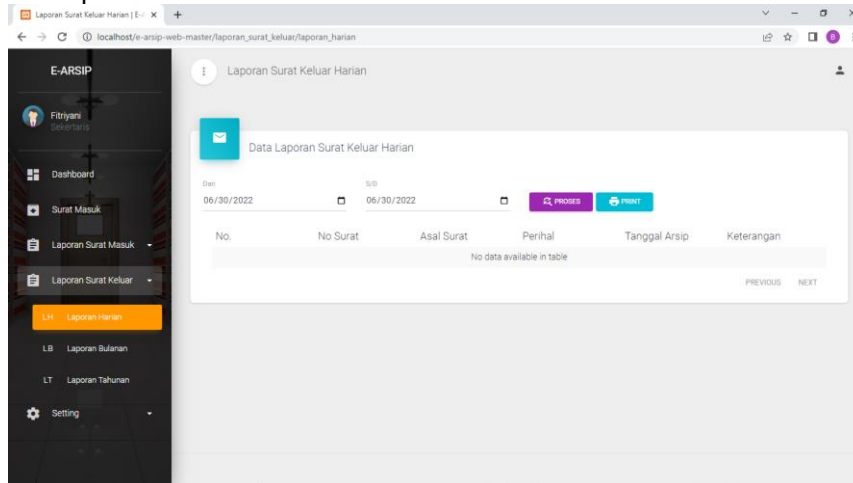 Laporan Surat Keluar Harian | E-
localhost/e-arsip-web-master/laporan_surat_keluar/laporan_harian
B
E-ARSIP
Laporan Surat Keluar Harian
Fitriyani
Sekertaris
Data Laporan Surat Keluar Harian
Dashboard
Dari
S/D
06/30/2022
06/30/2022
PROSES
PRINT
Surat Masuk
No.
No Surat
Asal Surat
Perihal
Tanggal Arsip
Keterangan
Laporan Surat Masuk
No data available in table
Laporan Surat Keluar
PREVIOUS
NEXT
LH Laporan Harian
LB Laporan Bulanan
LT Laporan Tahunan
Setting